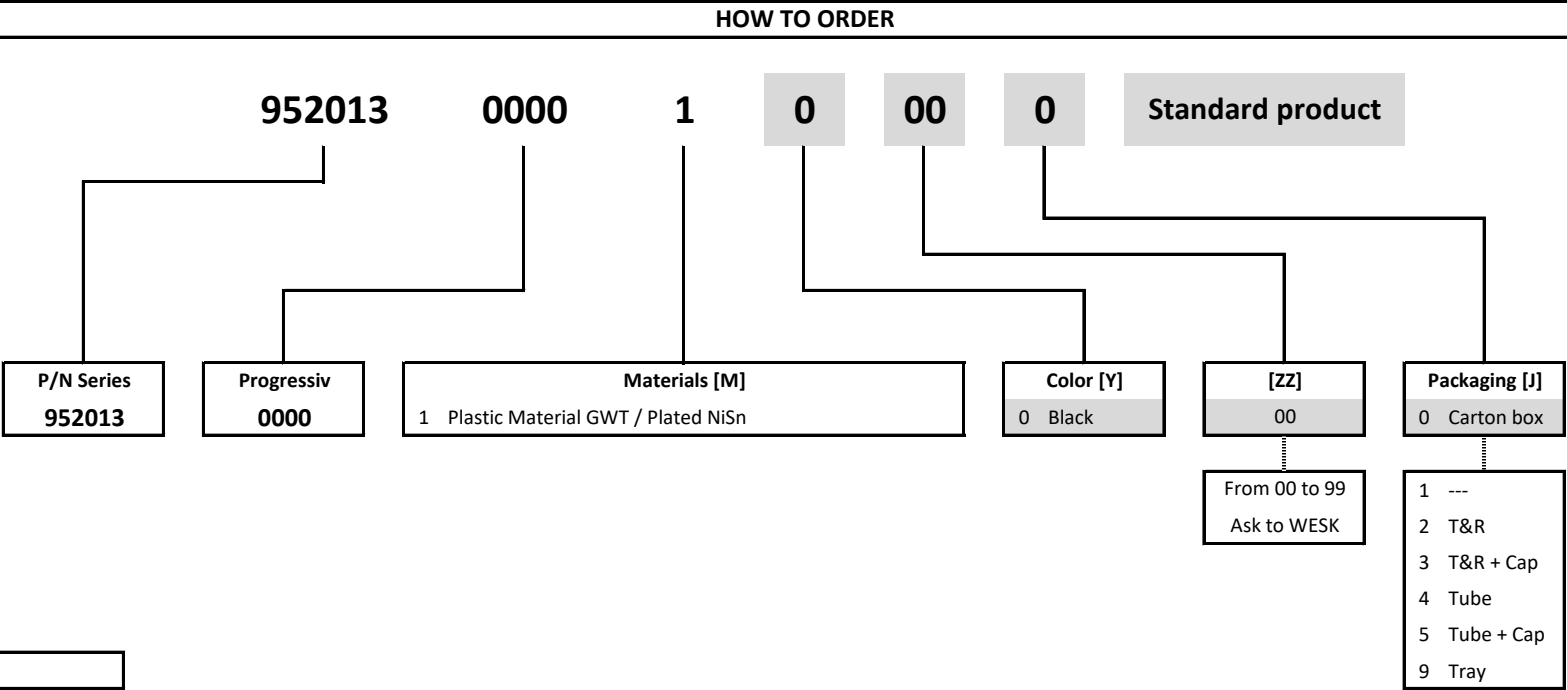 HOW TO ORDER
952013 0000 1 0 00 0 Standard product
P/N Series Progressiv Materials [M] Color [Y] [ZZ] Packaging [J]
952013 0000 1 Plastic Material GWT / Plated NiSn 0 Black 00 0 Carton box
From 00 to 99 1 ---
Ask to WESK 2 T&R
3 T&R + Cap
4 Tube
5 Tube + Cap
9 Tray